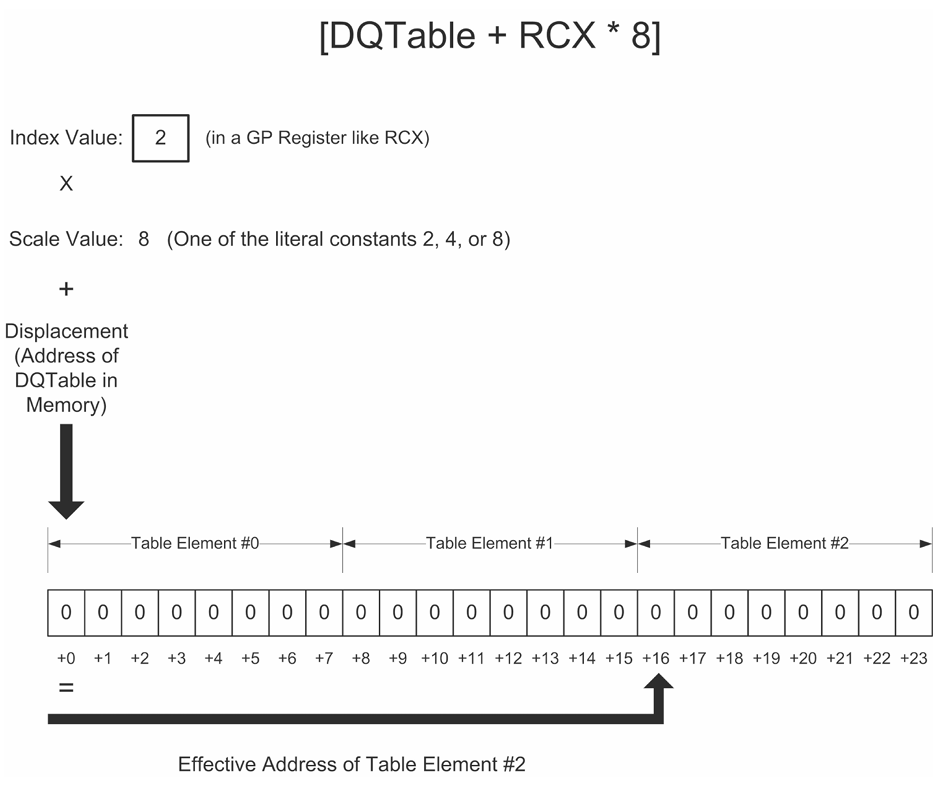 [DQTable + RCX * 8]
Index Value: 2 (in a GP Register like RCX)
X
Scale Value: 8 (One of the literal constants 2, 4, or 8)
+
Displacement
(Address of
DQTable in
Memory)
Table Element #0 Table Element #1 Table Element #2
0 0 0 0 0 0 0 0 0 0 0 0 0 0 0 0 0 0 0 0 0 0 0 0
+0 +1 +2 +3 +4 +5 +6 +7 +8 +9 +10 +11 +12 +13 +14 +15 +16 +17 +18 +19 +20 +21 +22 +23
=
Effective Address of Table Element #2